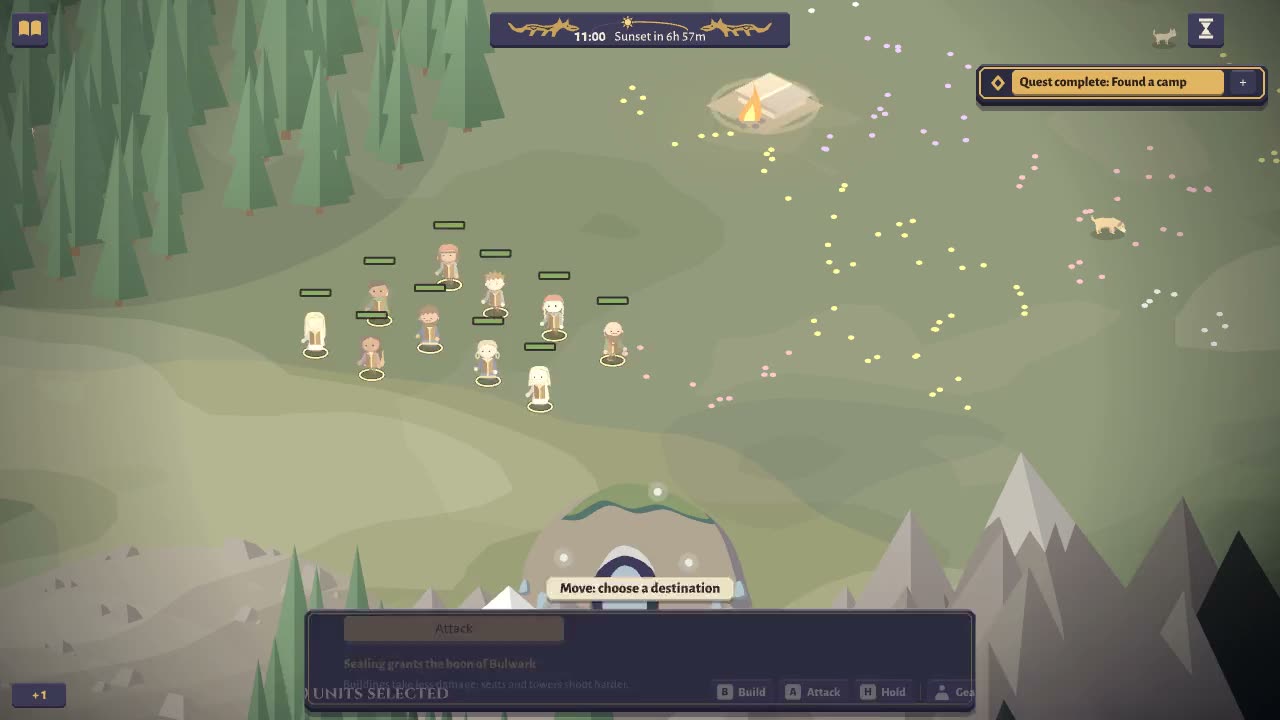 11:00 Sunset in 6h 57m
Quest complete: Found a camp
+
Move: choose a destination
Attack
Sealing grants the boon of Bulwark
Buildings take less damage; seats and towers shoot harder.
UNITS SELECTED
B Build A Attack H Hold Gea
+1